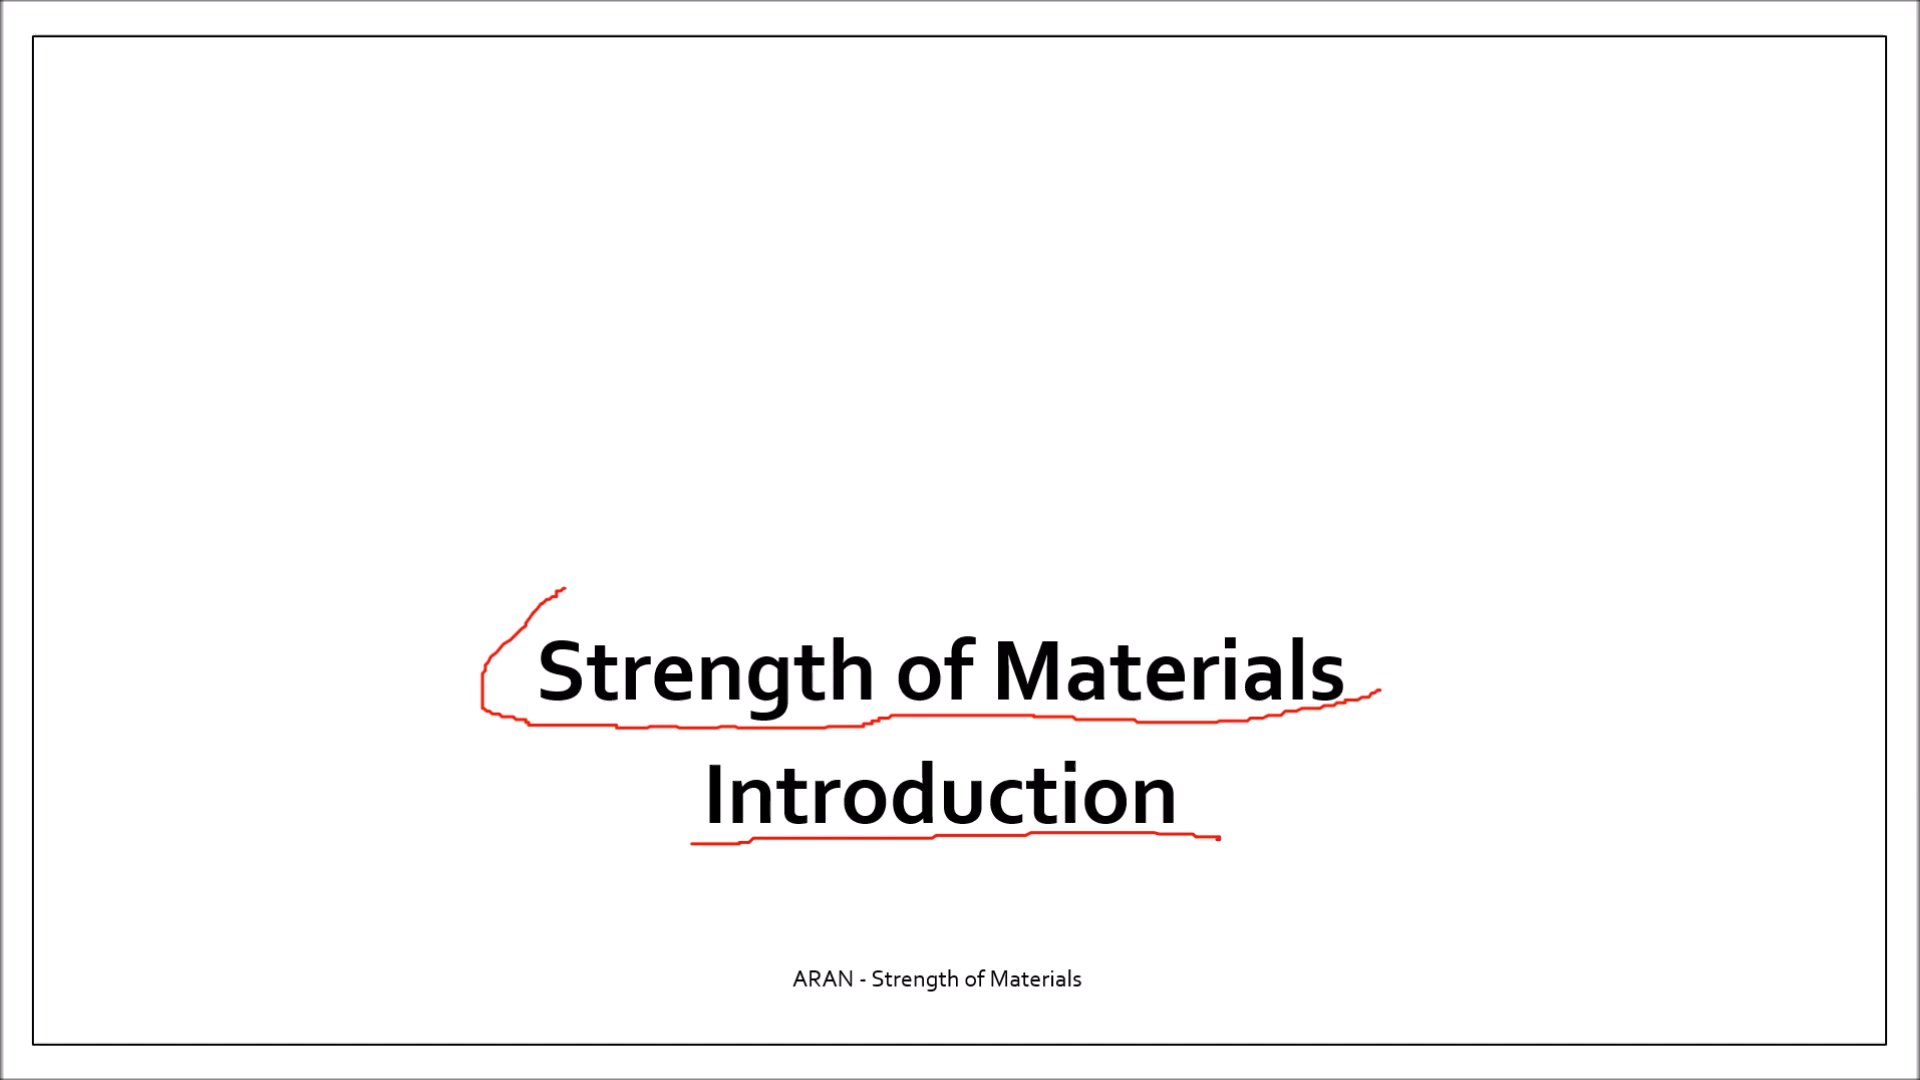 Strength of Materials
Introduction
ARAN - Strength of Materials